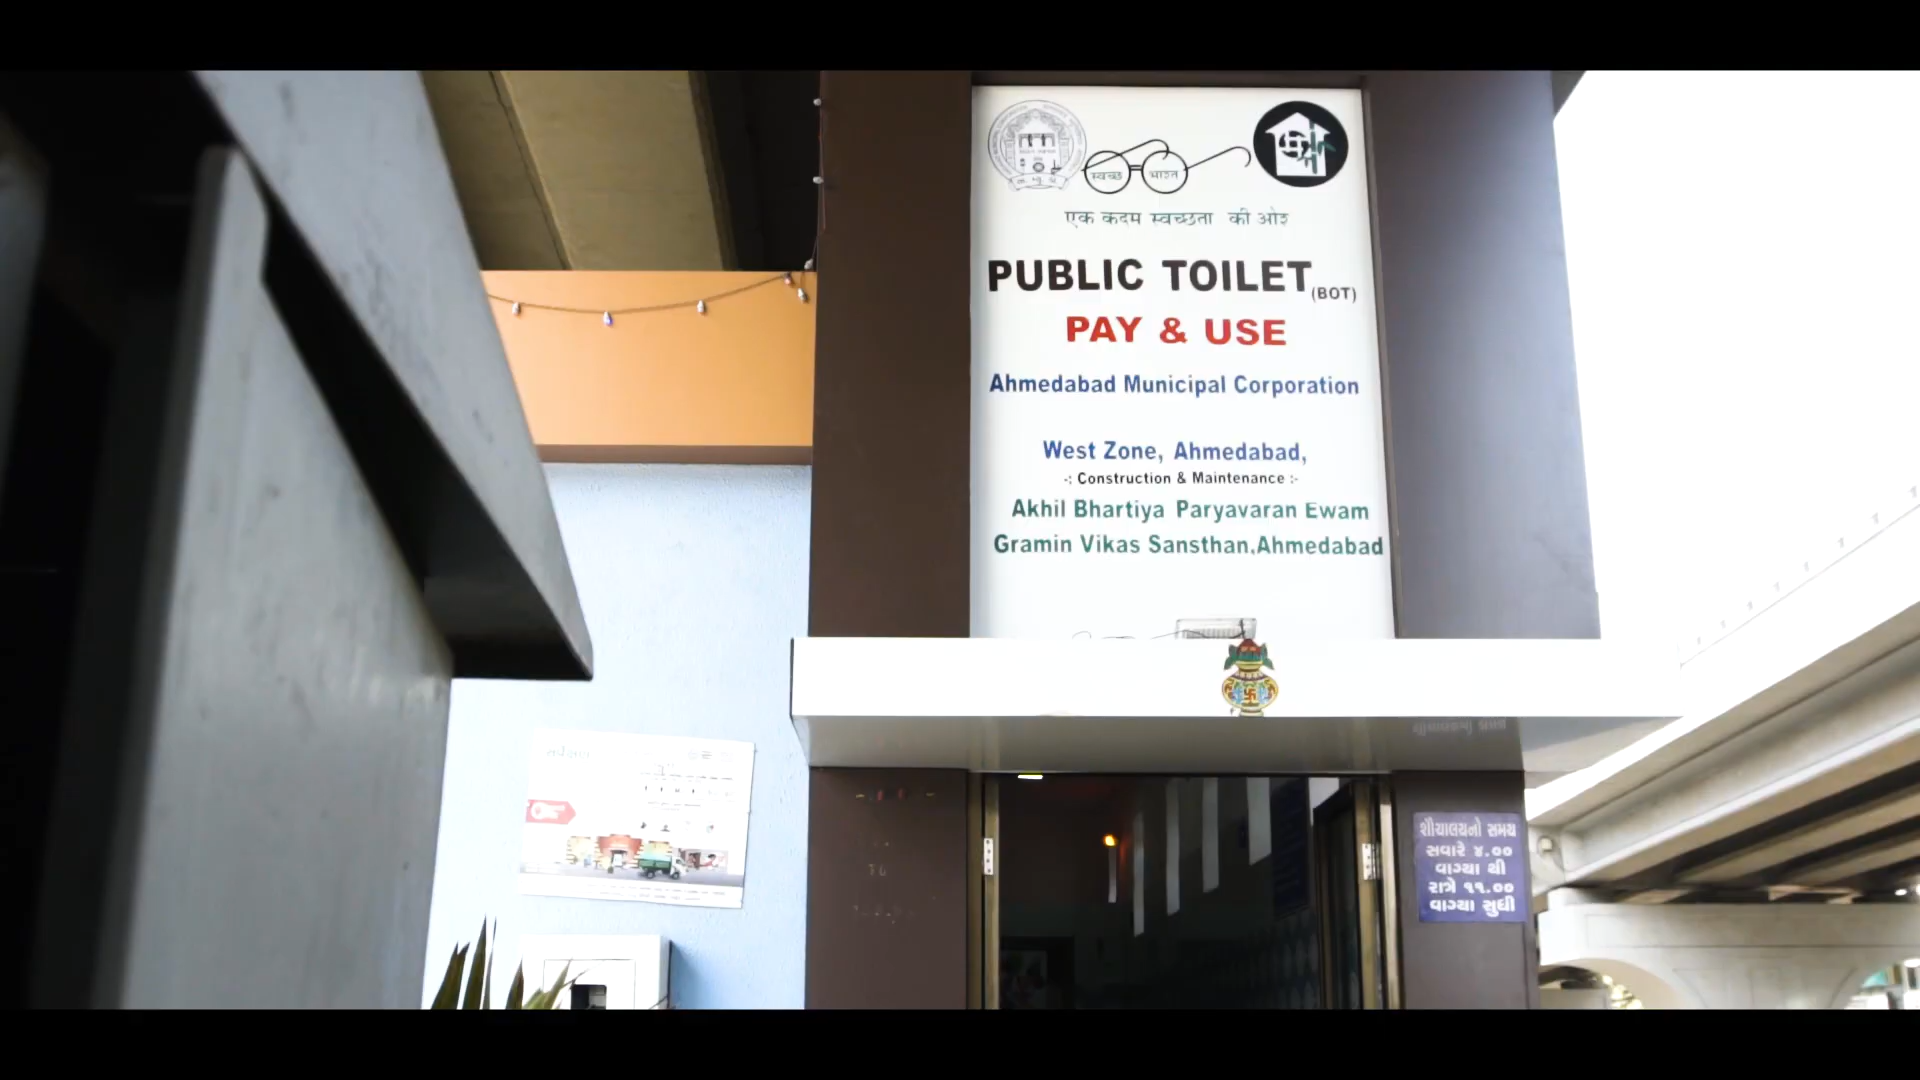 स्वच्छ भारत
एक कदम स्वच्छता की ओर
PUBLIC TOILET (BOT)
PAY & USE
Ahmedabad Municipal Corporation
West Zone, Ahmedabad,
-: Construction & Maintenance :-
Akhil Bhartiya Paryavaran Ewam
Gramin Vikas Sansthan,Ahmedabad
શૌચાલયનો સમય
સવારે ૪.૦૦
વાગ્યા થી
રાત્રે ૧૧.૦૦
વાગ્યા સુધી